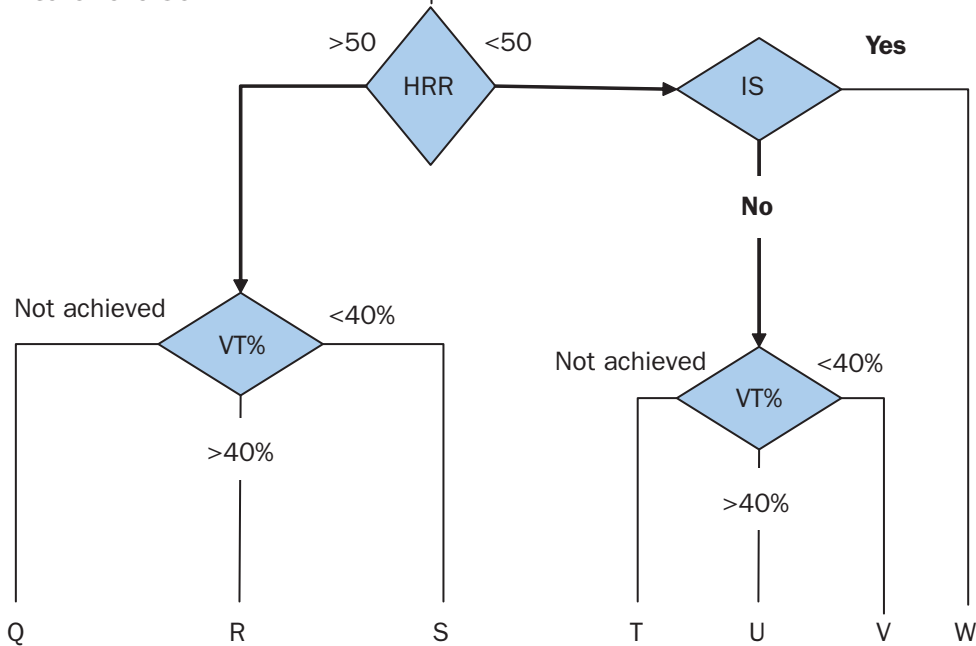 >50
<50
HRR
IS
Yes
No
Not achieved
<40%
VT%
>40%
Not achieved
<40%
VT%
>40%
Q
R
S
T
U
V
W